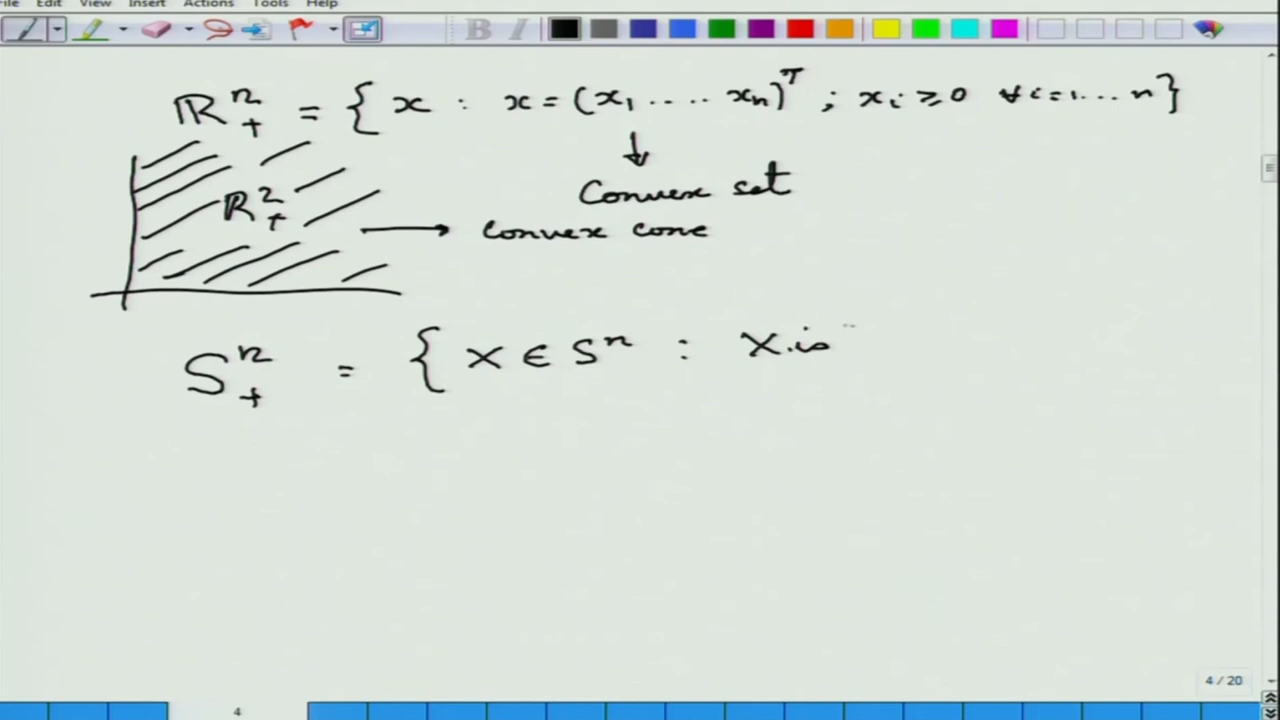 File Edit View Insert Actions Tools Help
B I
ℝⁿ₊ = { x : x = (x₁ .... xₙ)ᵀ ; xᵢ ≥ 0 ∀ i = 1 ... n }
Convex set
ℝ²₊
convex cone
Sⁿ₊ = { X ∈ Sⁿ : X is
4 / 20
4